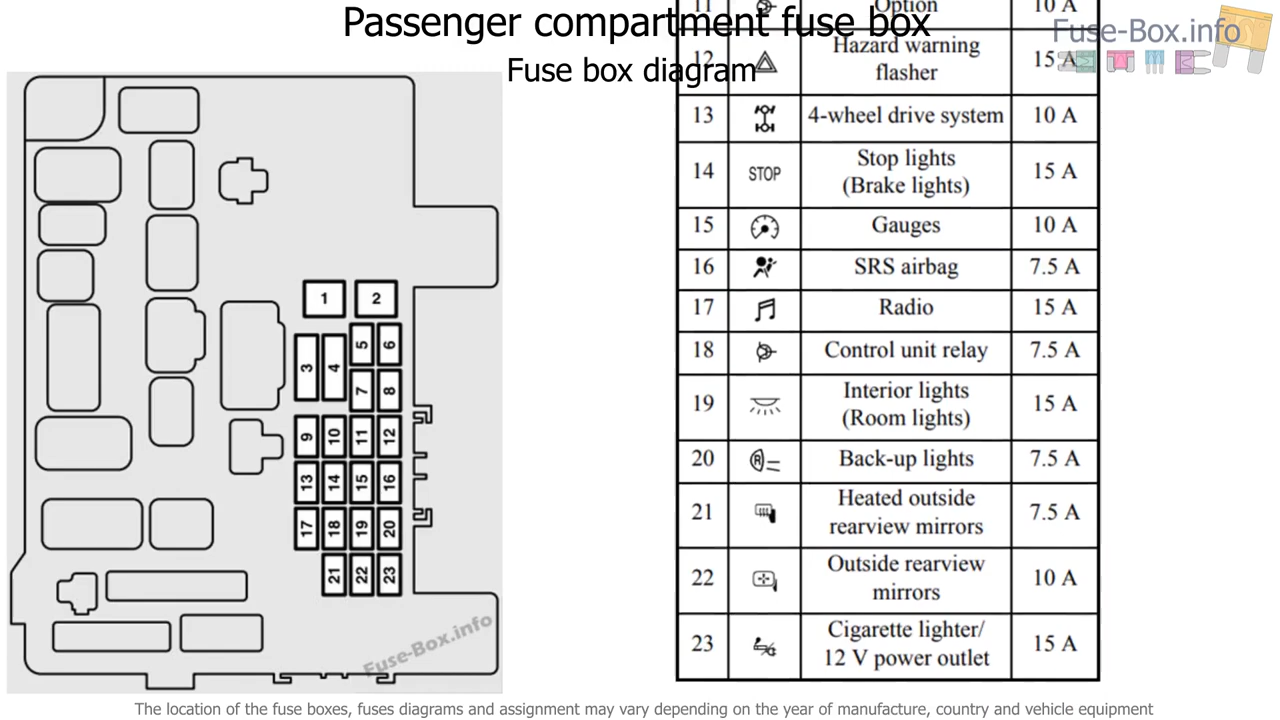 Passenger compartment fuse box
Fuse box diagram
Fuse-Box.info
11 Option 10 A
12 Hazard warning
flasher 15 A
13 4-wheel drive system 10 A
14 STOP Stop lights
(Brake lights) 15 A
15 Gauges 10 A
16 SRS airbag 7.5 A
17 Radio 15 A
18 Control unit relay 7.5 A
19 Interior lights
(Room lights) 15 A
20 Back-up lights 7.5 A
21 Heated outside
rearview mirrors 7.5 A
22 Outside rearview
mirrors 10 A
23 Cigarette lighter/
12 V power outlet 15 A
1 2
3 4 5 6
7 8
9 10 11 12
13 14 15 16
17 18 19 20
21 22 23
Fuse-Box.info
The location of the fuse boxes, fuses diagrams and assignment may vary depending on the year of manufacture, country and vehicle equipment